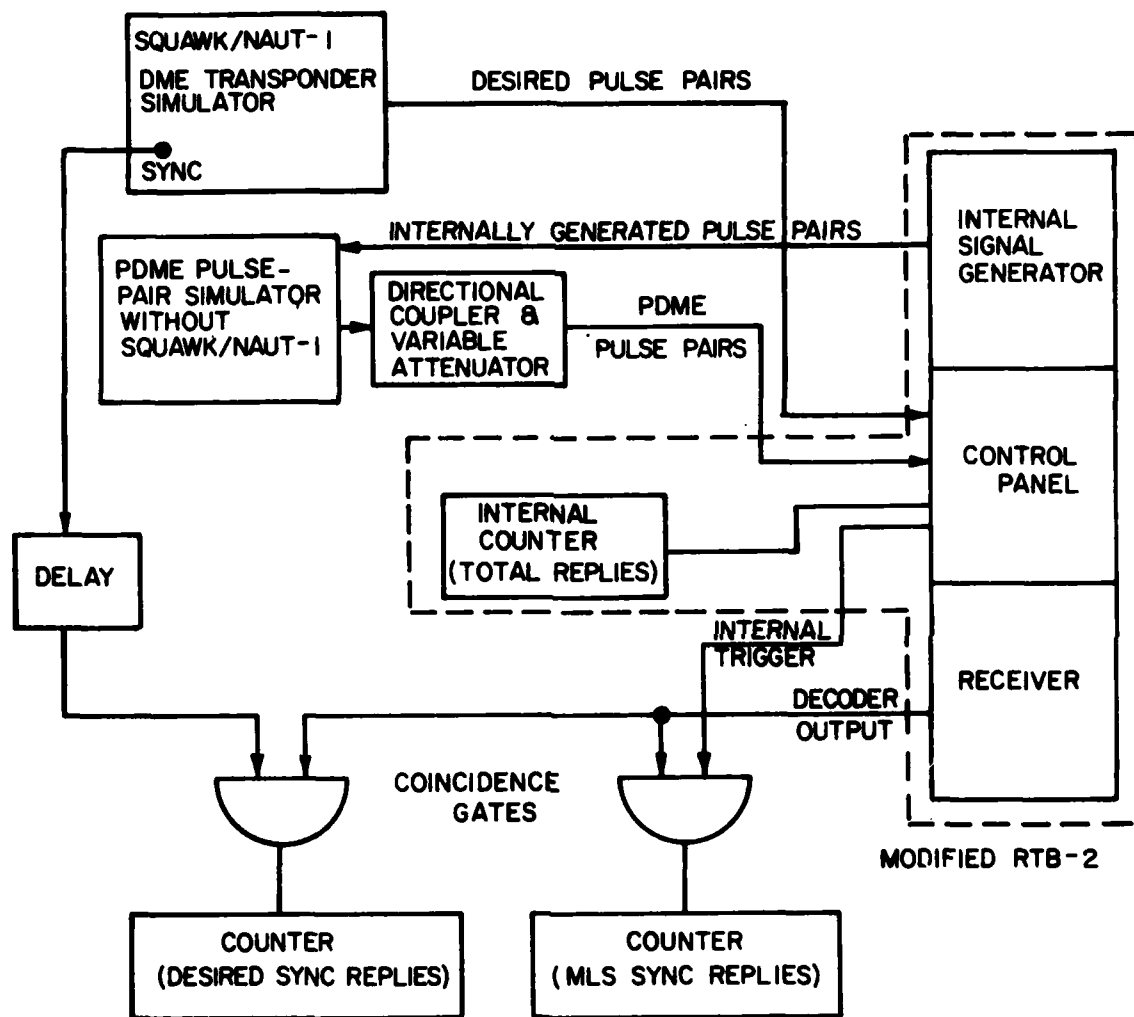 SQUAWK/NAUT-1
DME TRANSPONDER
SIMULATOR
SYNC
DESIRED PULSE PAIRS
INTERNALLY GENERATED PULSE PAIRS
INTERNAL
SIGNAL
GENERATOR
PDME PULSE-
PAIR SIMULATOR
WITHOUT
SQUAWK/NAUT-1
DIRECTIONAL
COUPLER &
VARIABLE
ATTENUATOR
PDME
PULSE PAIRS
CONTROL
PANEL
INTERNAL
COUNTER
(TOTAL REPLIES)
DELAY
INTERNAL
TRIGGER
RECEIVER
DECODER
OUTPUT
COINCIDENCE
GATES
MODIFIED RTB-2
COUNTER
(DESIRED SYNC REPLIES)
COUNTER
(MLS SYNC REPLIES)